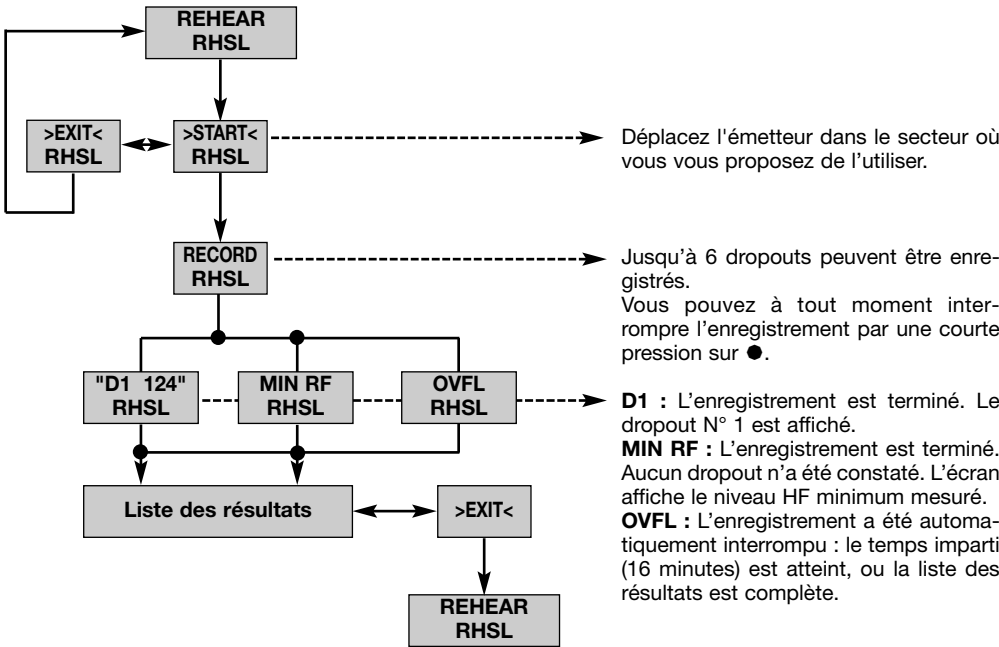 REHEAR
RHSL
>EXIT<
RHSL
>START<
RHSL
Déplacez l'émetteur dans le secteur où
vous vous proposez de l’utiliser.
RECORD
RHSL
Jusqu’à 6 dropouts peuvent être enre-
gistrés.
Vous pouvez à tout moment inter-
rompre l’enregistrement par une courte
pression sur ●.
"D1 124"
RHSL
MIN RF
RHSL
OVFL
RHSL
D1 : L’enregistrement est terminé. Le
dropout N° 1 est affiché.
MIN RF : L’enregistrement est terminé.
Aucun dropout n’a été constaté. L’écran
affiche le niveau HF minimum mesuré.
OVFL : L’enregistrement a été automa-
tiquement interrompu : le temps imparti
(16 minutes) est atteint, ou la liste des
résultats est complète.
Liste des résultats
>EXIT<
REHEAR
RHSL